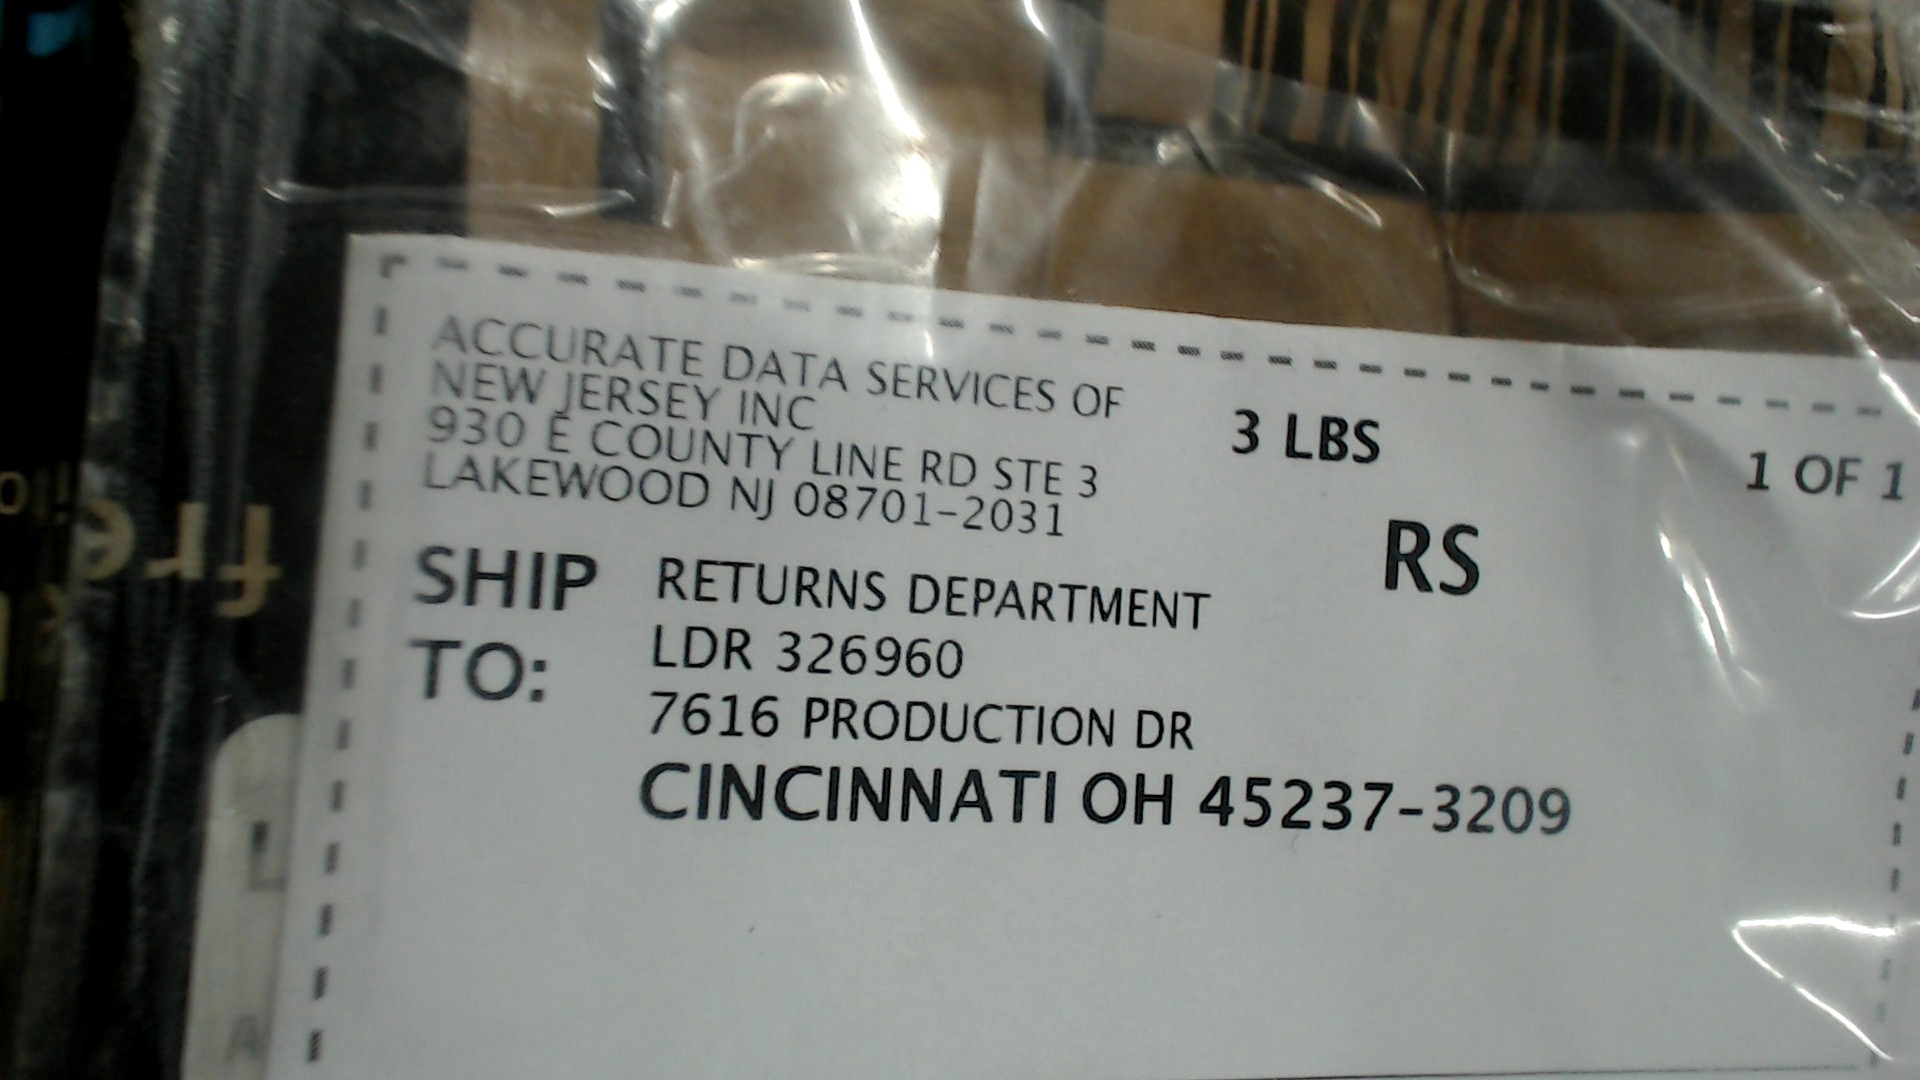 ACCURATE DATA SERVICES OF
NEW JERSEY INC
930 E COUNTY LINE RD STE 3
LAKEWOOD NJ 08701-2031
3 LBS
1 OF 1
RS
SHIP TO:
RETURNS DEPARTMENT
LDR 326960
7616 PRODUCTION DR
CINCINNATI OH 45237-3209